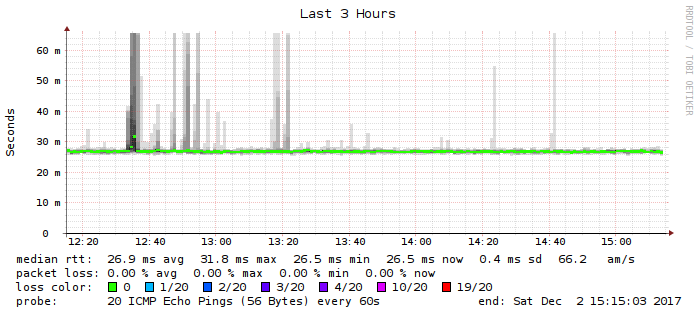 Last 3 Hours
RRDTOOL / TOBI OETIKER
Seconds
60 m
50 m
40 m
30 m
20 m
10 m
0
12:20 12:40 13:00 13:20 13:40 14:00 14:20 14:40 15:00
median rtt: 26.9 ms avg 31.8 ms max 26.5 ms min 26.5 ms now 0.4 ms sd 66.2 am/s
packet loss: 0.00 % avg 0.00 % max 0.00 % min 0.00 % now
loss color: 0 1/20 2/20 3/20 4/20 10/20 19/20
probe: 20 ICMP Echo Pings (56 Bytes) every 60s end: Sat Dec 2 15:15:03 2017